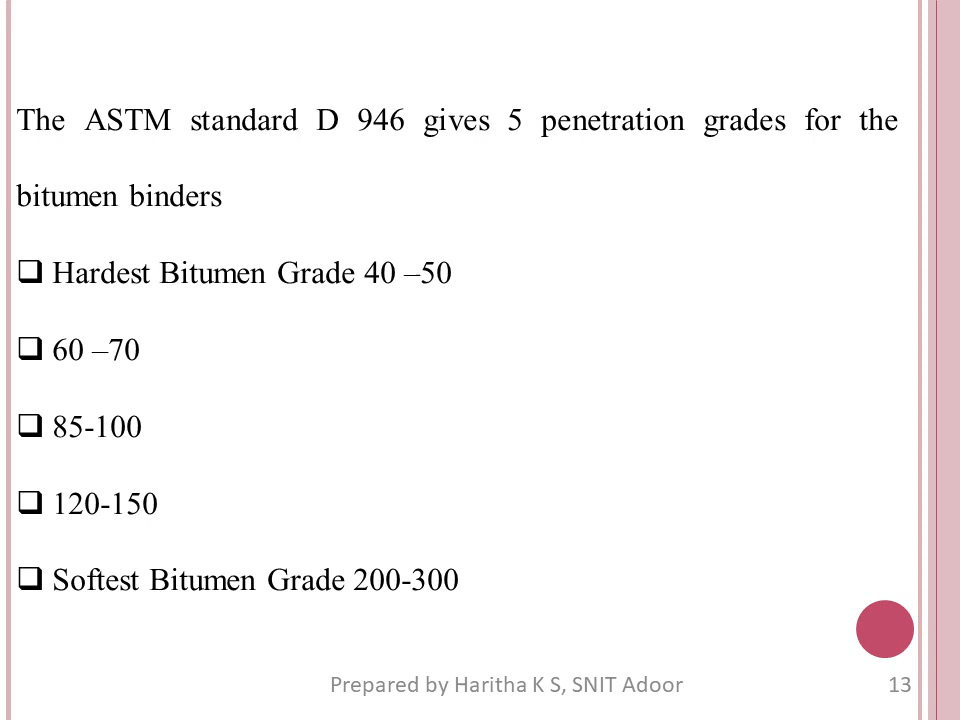 The ASTM standard D 946 gives 5 penetration grades for the
bitumen binders
❑ Hardest Bitumen Grade 40 –50
❑ 60 –70
❑ 85-100
❑ 120-150
❑ Softest Bitumen Grade 200-300
Prepared by Haritha K S, SNIT Adoor 13